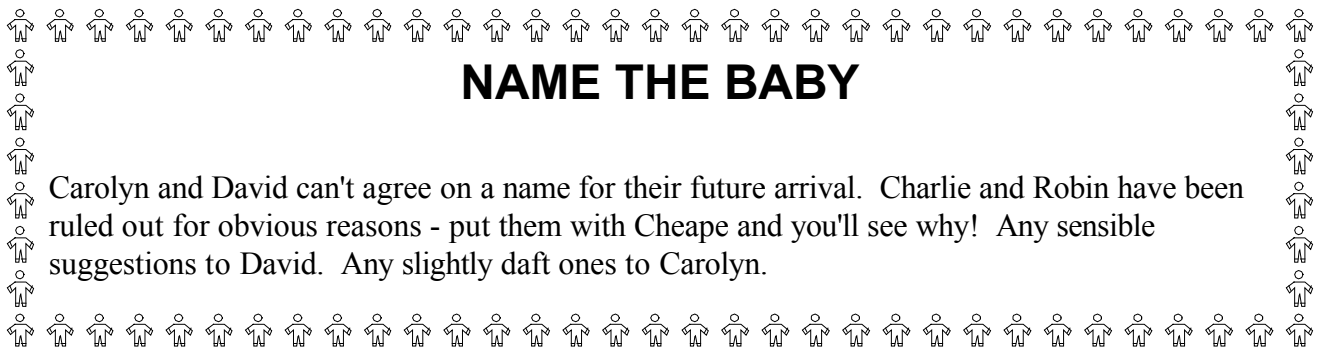 NAME THE BABY
Carolyn and David can't agree on a name for their future arrival.  Charlie and Robin have been
ruled out for obvious reasons - put them with Cheape and you'll see why!  Any sensible
suggestions to David.  Any slightly daft ones to Carolyn.